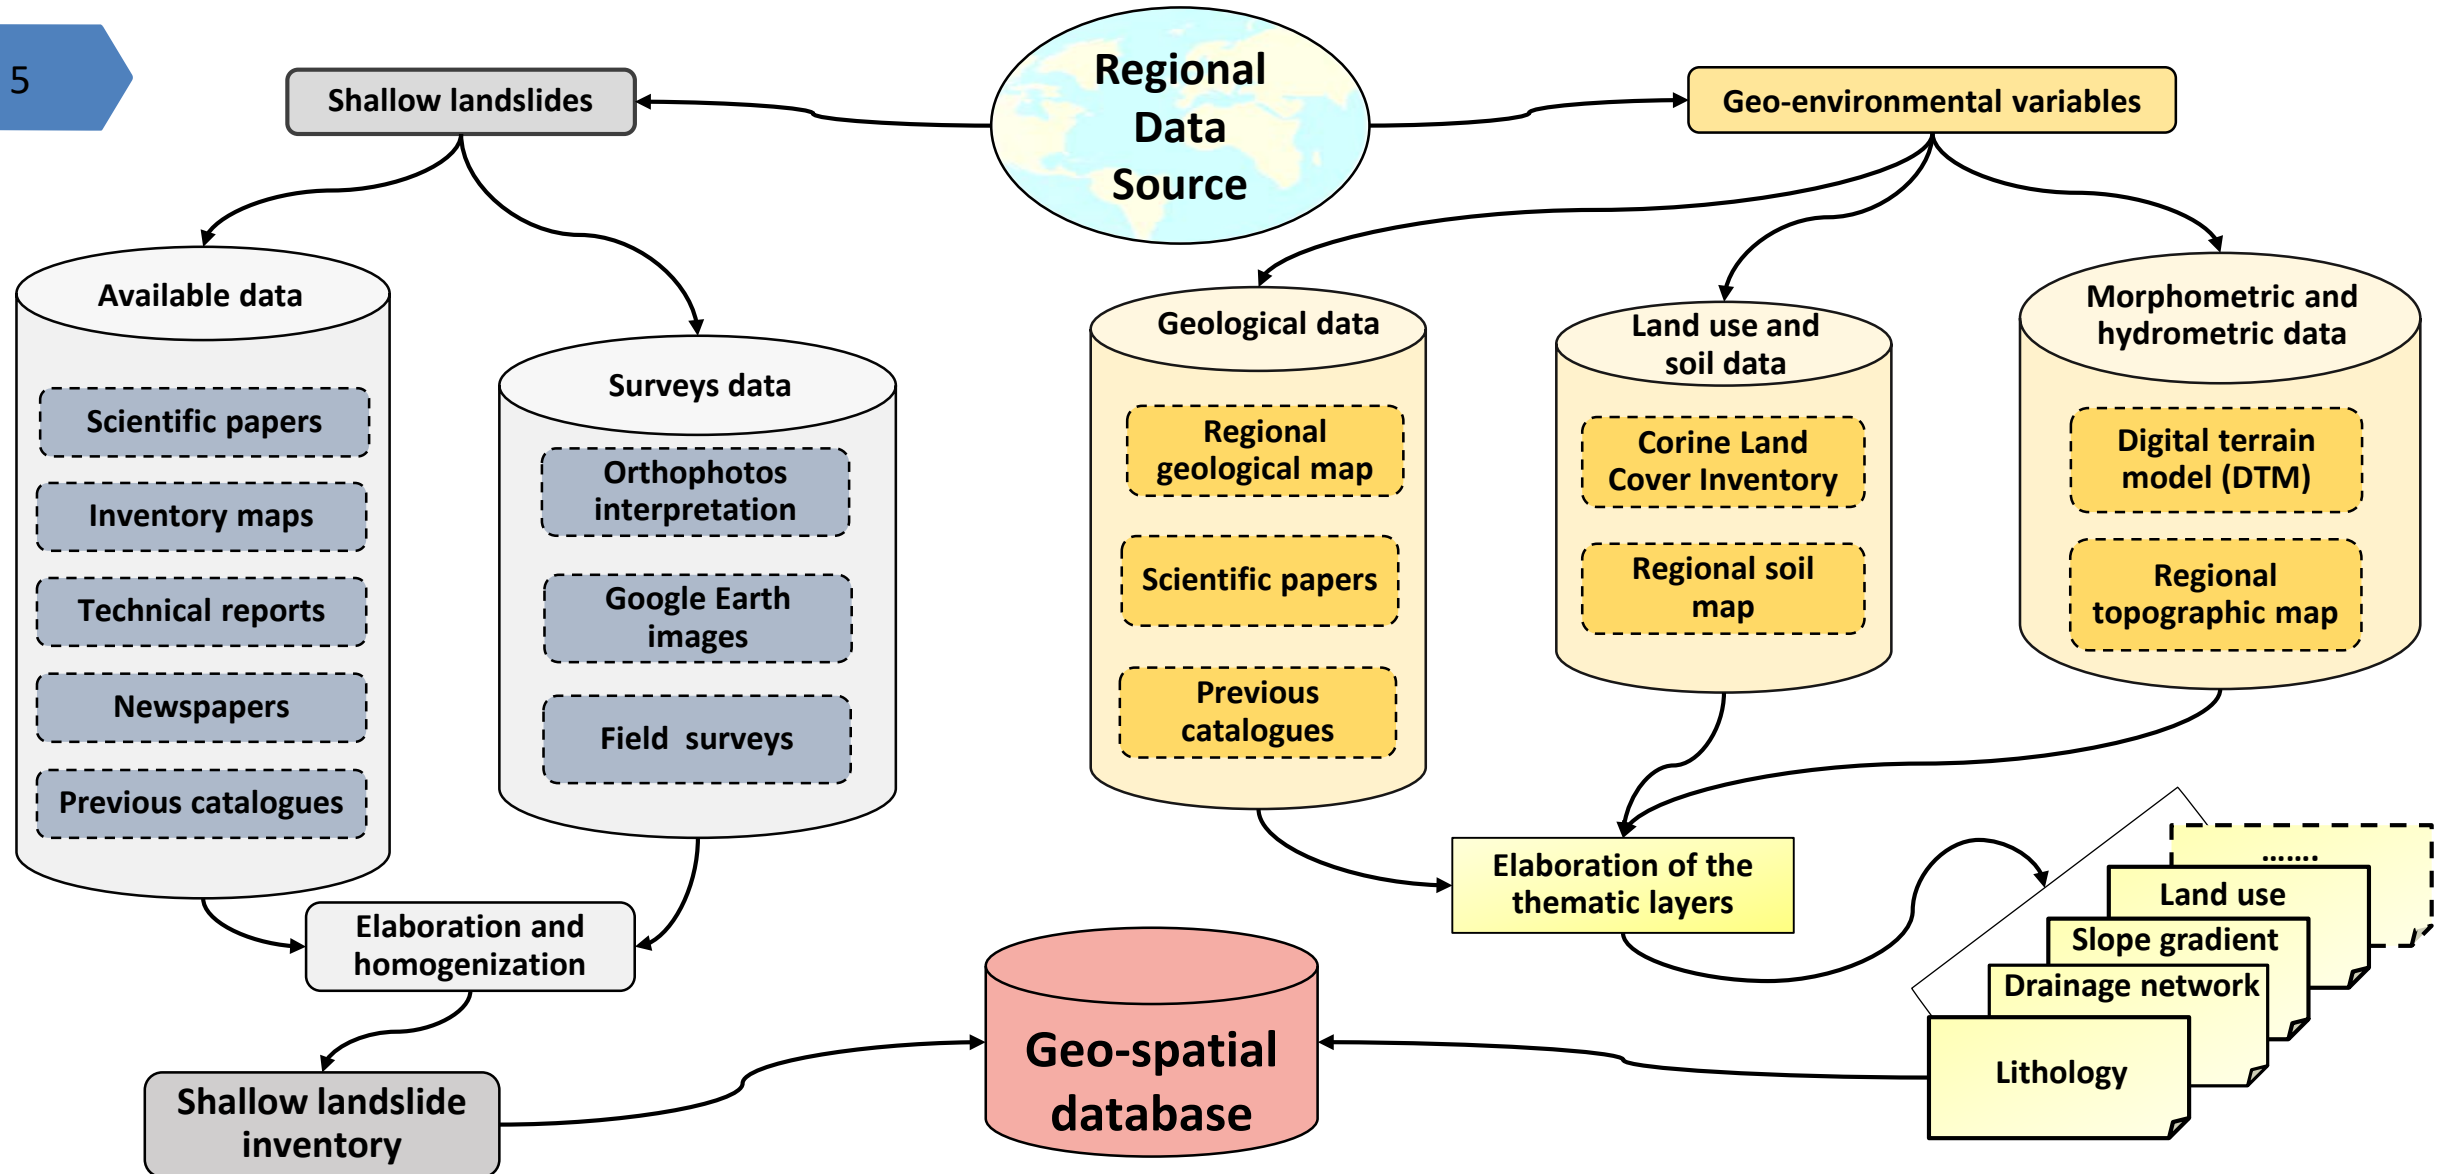 5
Shallow landslides
Regional
Data
Source
Geo-environmental variables
Available data
Scientific papers
Inventory maps
Technical reports
Newspapers
Previous catalogues
Surveys data
Orthophotos
interpretation
Google Earth
images
Field surveys
Geological data
Regional
geological map
Scientific papers
Previous
catalogues
Land use and
soil data
Corine Land
Cover Inventory
Regional soil
map
Morphometric and
hydrometric data
Digital terrain
model (DTM)
Regional
topographic map
Elaboration and
homogenization
Shallow landslide
inventory
Elaboration of the
thematic layers
.......
Land use
Slope gradient
Drainage network
Lithology
Geo-spatial
database